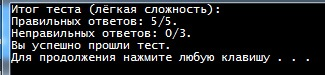 Итог теста (лёгкая сложность):
Правильных ответов: 5/5.
Неправильных ответов: 0/3.
Вы успешно прошли тест.
Для продолжения нажмите любую клавишу . . .